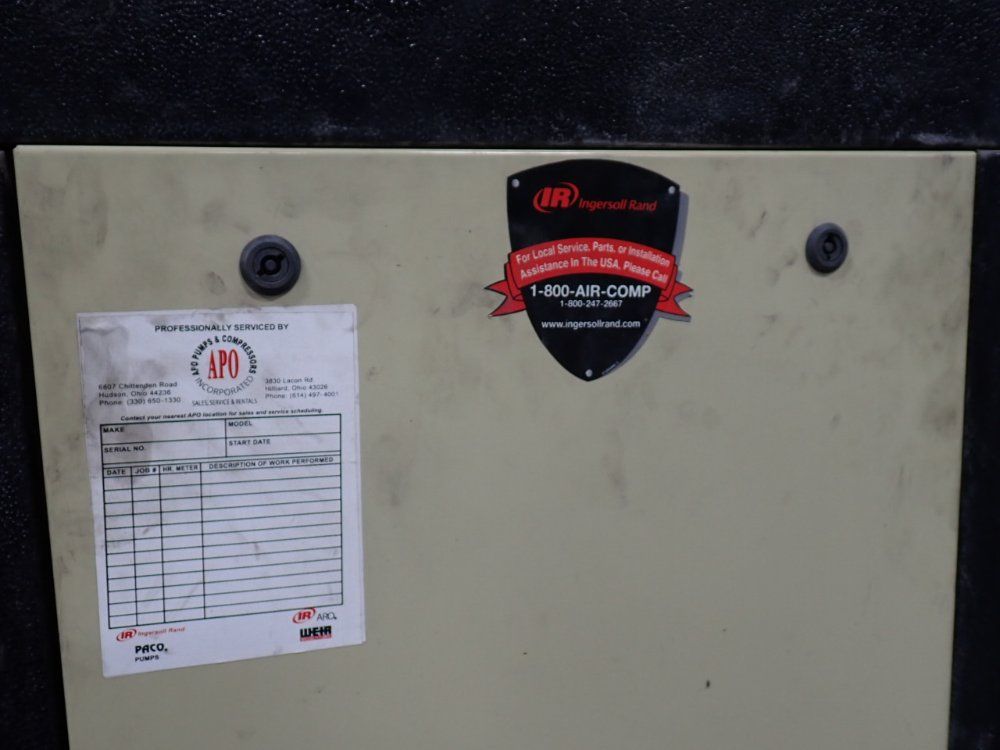 IR Ingersoll Rand
For Local Service, Parts, or Installation
Assistance In The USA, Please Call
1-800-AIR-COMP
1-800-247-2667
www.ingersollrand.com
PROFESSIONALLY SERVICED BY
APO PUMPS & COMPRESSORS
APO
INCORPORATED
SALES, SERVICE & RENTALS
6607 Chittenden Road
Hudson, Ohio 44236
Phone: (330) 650-1330
3830 Lacon Rd.
Hilliard, Ohio 43026
Phone: (614) 497-4001
Contact your nearest APO location for sales and service scheduling.
MAKE
MODEL
SERIAL NO.
START DATE
DATE JOB # HR. METER DESCRIPTION OF WORK PERFORMED
IR Ingersoll Rand
IR ARO
PACO
PUMPS
WEIR